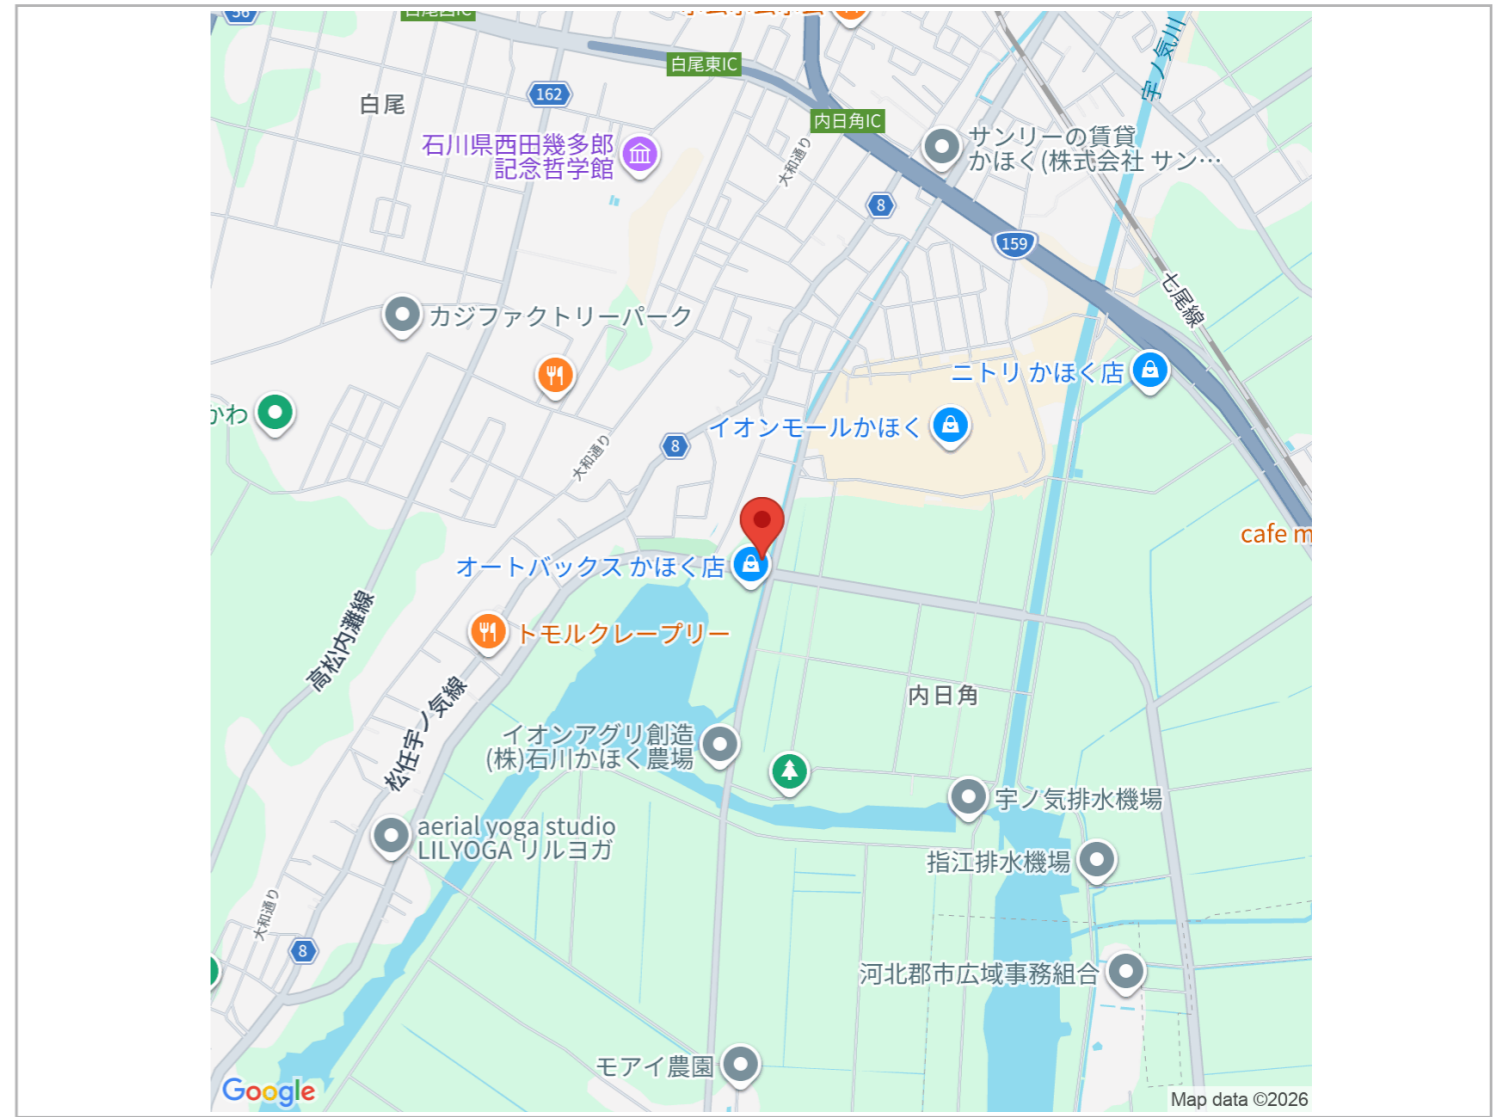 56
白尾西IC
白尾東IC
162
白尾
内日角IC
宇ノ気川
石川県西田幾多郎
記念哲学館
大和通り
サンリーの賃貸
かほく(株式会社 サン…
8
159
七尾線
カジファクトリーパーク
ニトリ かほく店
かわ
イオンモールかほく
8
大和通り
cafe m
オートバックス かほく店
トモルクレープリー
高松内灘線
松任宇ノ気線
内日角
イオンアグリ創造
(株)石川かほく農場
宇ノ気排水機場
aerial yoga studio
LILYOGA リルヨガ
指江排水機場
大和通り
8
河北郡市広域事務組合
モアイ農園
Google
Map data ©2026